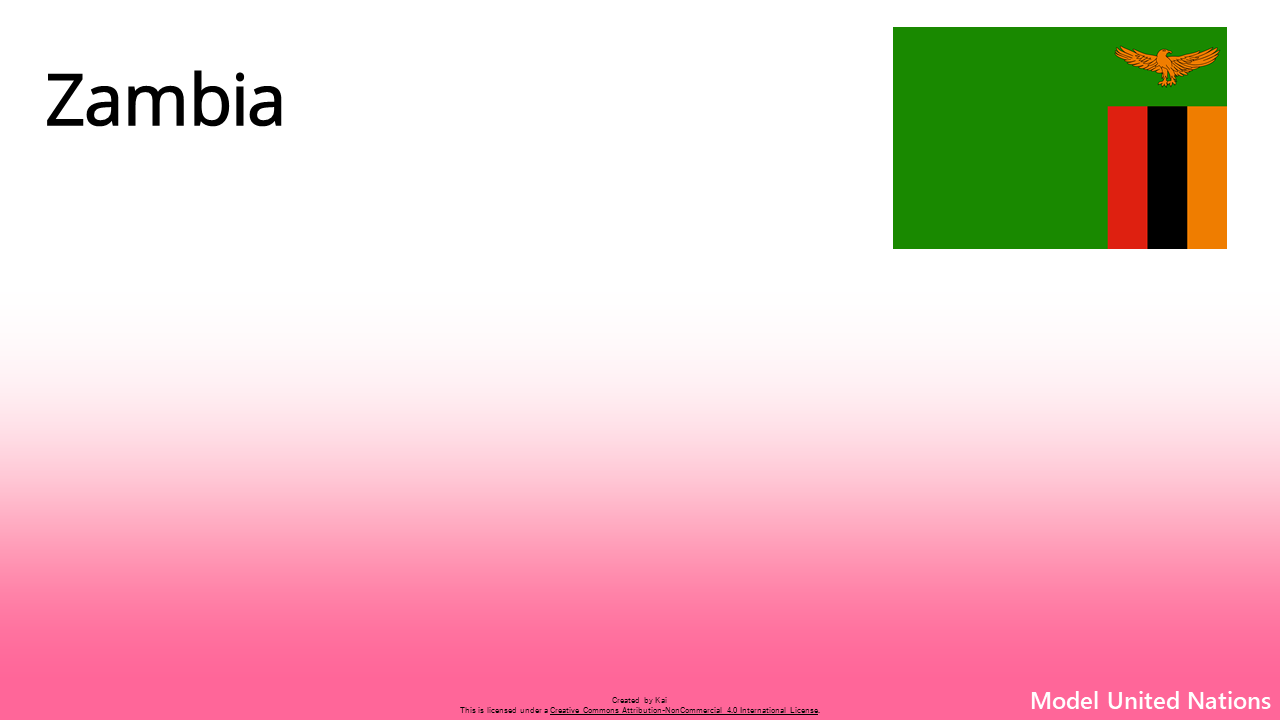 Zambia
Created by Kai
This is licensed under a Creative Commons Attribution-NonCommercial 4.0 International License.
Model United Nations